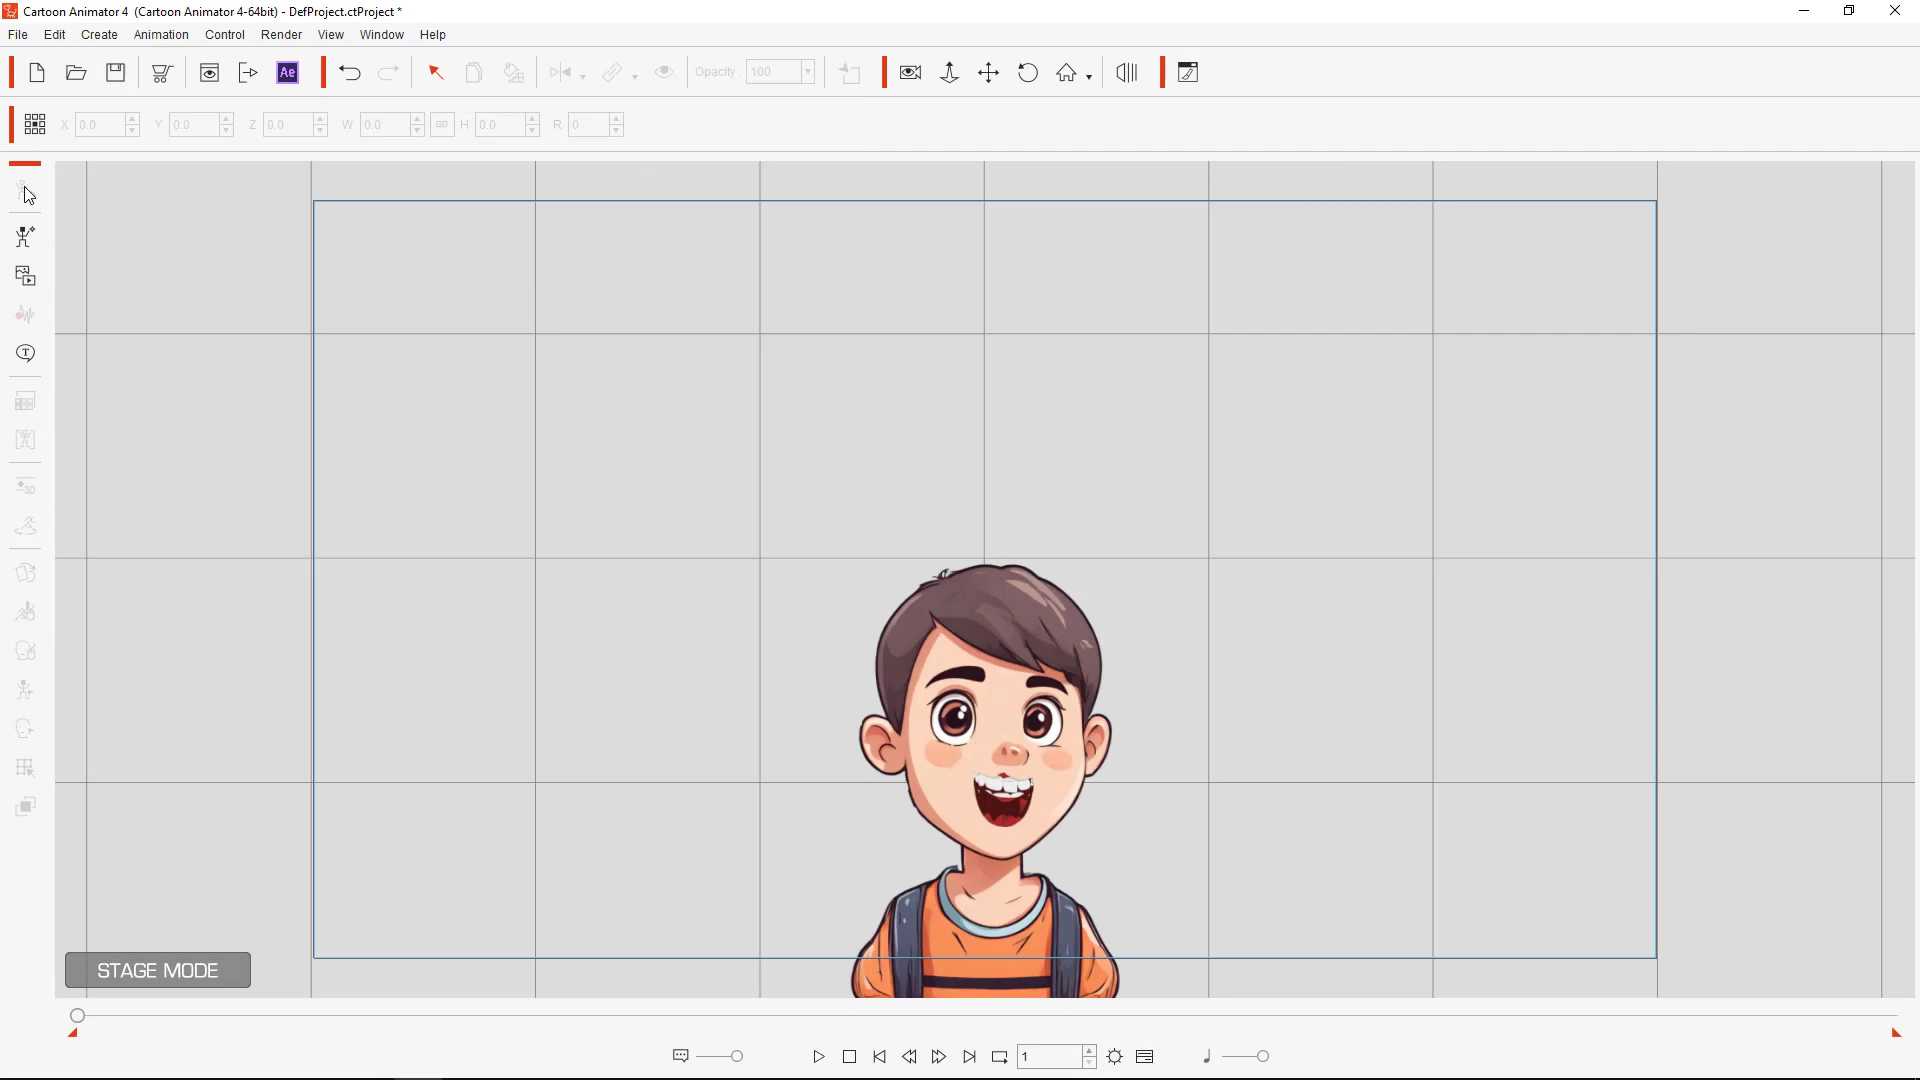 Cartoon Animator 4 (Cartoon Animator 4-64bit) - DefProject.ctProject *
File Edit Create Animation Control Render View Window Help
Ae Opacity: 100
X 0.0 Y 0.0 Z 0.0 W 0.0 H 0.0 R 0
T
3D
STAGE MODE
1